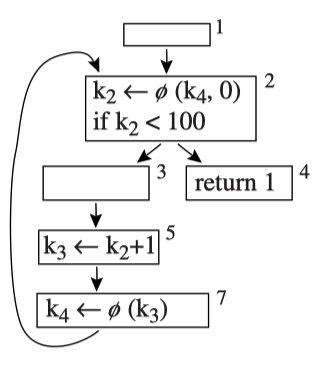 1
k₂ ← ø (k₄, 0) 2
if k₂ < 100
3
return 1 4
k₃ ← k₂+1 5
k₄ ← ø (k₃) 7